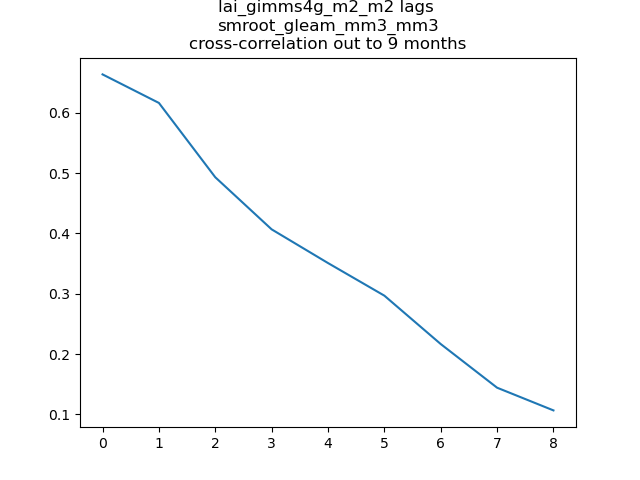 lai_gimms4g_m2_m2 lags
smroot_gleam_mm3_mm3
cross-correlation out to 9 months
0.6
0.5
0.4
0.3
0.2
0.1
0 1 2 3 4 5 6 7 8